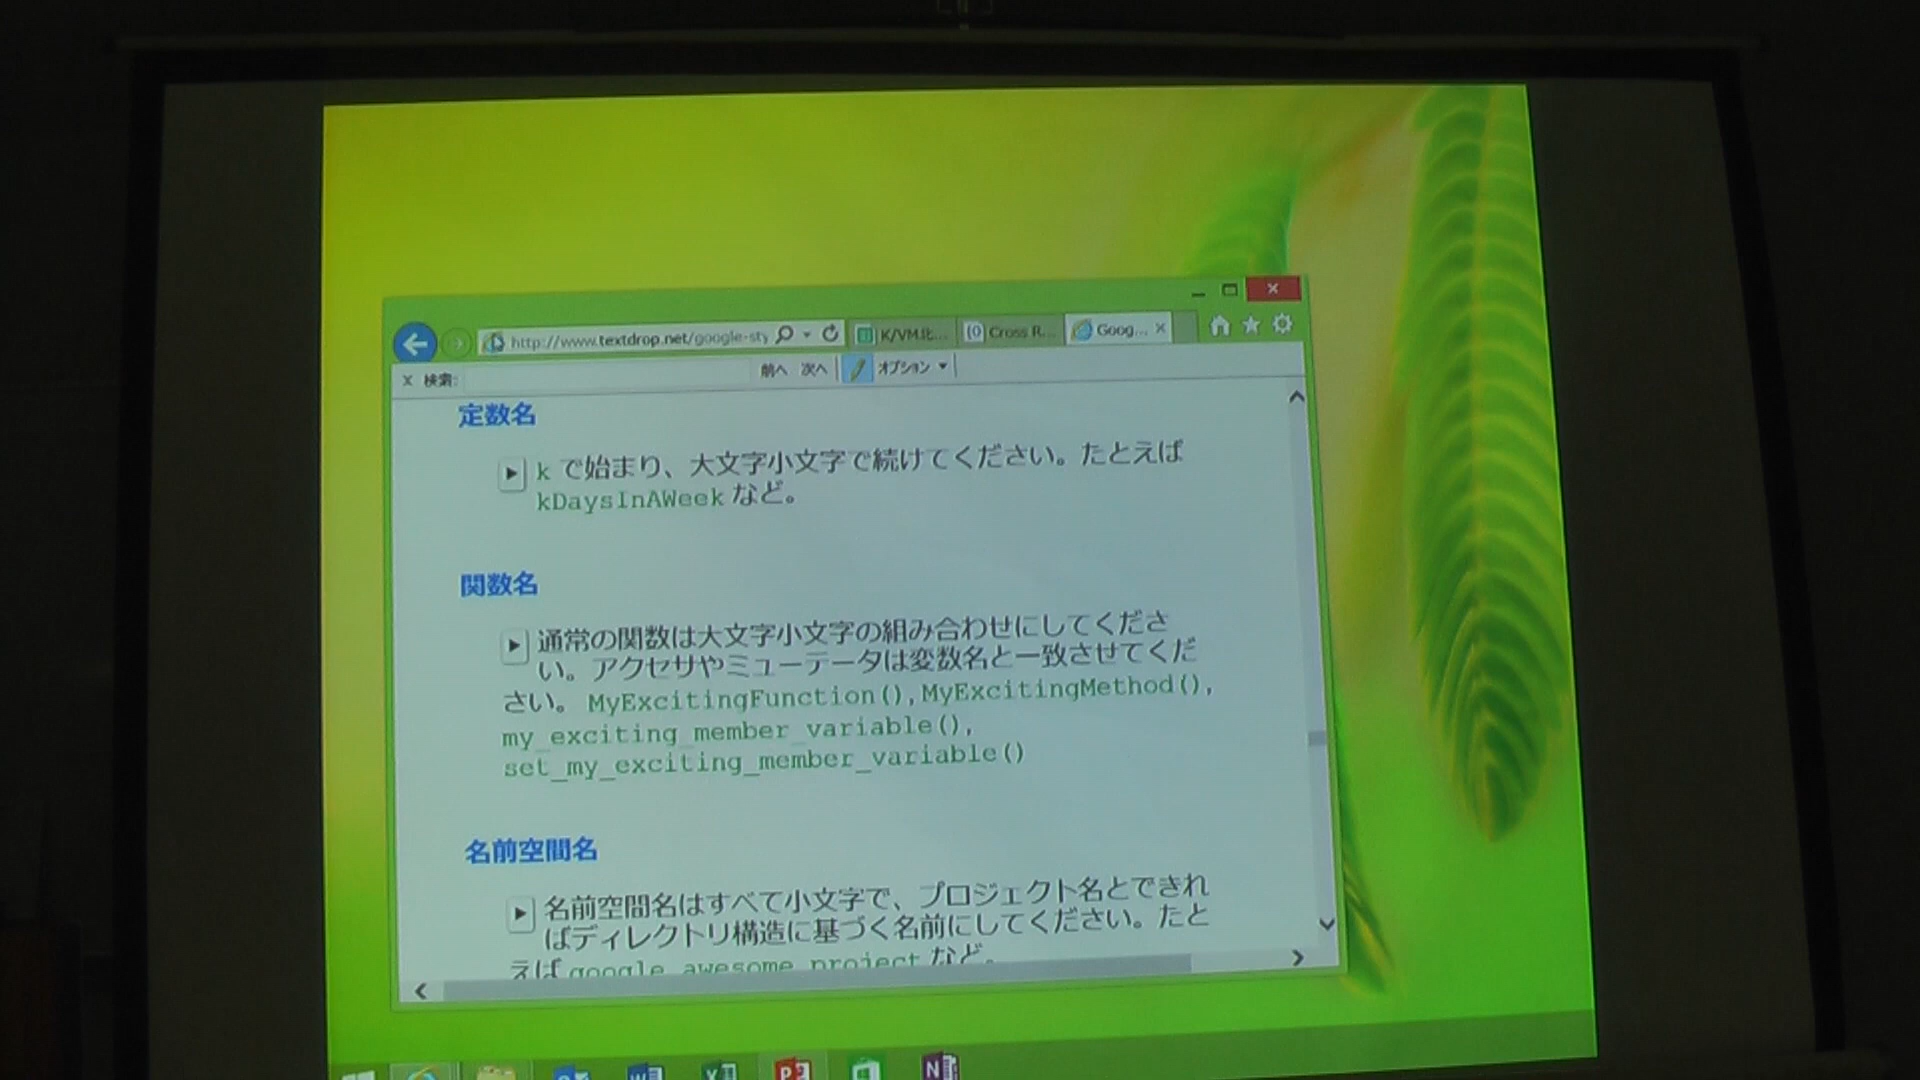 http://www.textdrop.net/google-sty
K/VM北...
Cross R...
Goog...
x 検索:
前へ 次へ
オプション
定数名
k で始まり、大文字小文字で続けてください。たとえば
kDaysInAWeek など。
関数名
通常の関数は大文字小文字の組み合わせにしてくださ
い。アクセサやミューテータは変数名と一致させてくだ
さい。 MyExcitingFunction(), MyExcitingMethod(),
my_exciting_member_variable(),
set_my_exciting_member_variable()
名前空間名
名前空間名はすべて小文字で、プロジェクト名とできれ
ばディレクトリ構造に基づく名前にしてください。たと
えば google_awesome_project など。